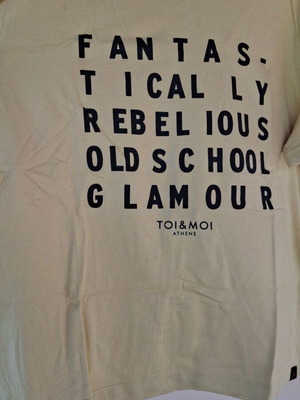 FANTAS-
TICALLY
REBELIOUS
OLDSCHOOL
GLAMOUR
TOI&MOI
ATHENS